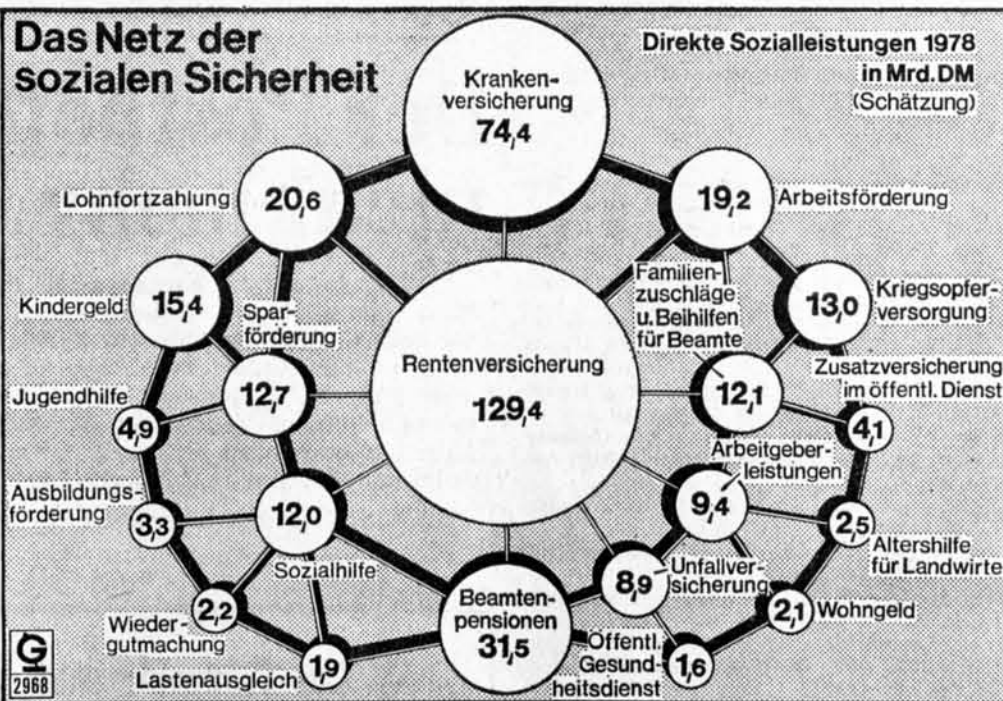 Das Netz der
sozialen Sicherheit
Direkte Sozialleistungen 1978
in Mrd.DM
(Schätzung)
Kranken-
versicherung
74,4
Lohnfortzahlung
20,6
19,2
Arbeitsförderung
Kindergeld
15,4
Spar-
förderung
12,7
Familien-
zuschläge
u. Beihilfen
für Beamte
12,1
13,0
Kriegsopfer-
versorgung
Rentenversicherung
129,4
Jugendhilfe
4,9
Zusatzversicherung
im öffentl. Dienst
4,1
Ausbildungs-
förderung
3,3
12,0
Sozialhilfe
Arbeitgeber-
leistungen
9,4
2,5
Altershilfe
für Landwirte
Wieder-
gutmachung
2,2
Lastenausgleich
1,9
Beamten-
pensionen
31,5
8,9
Unfallver-
sicherung
Öffentl.
Gesund-
heitsdienst
1,6
2,1
Wohngeld
G
2968